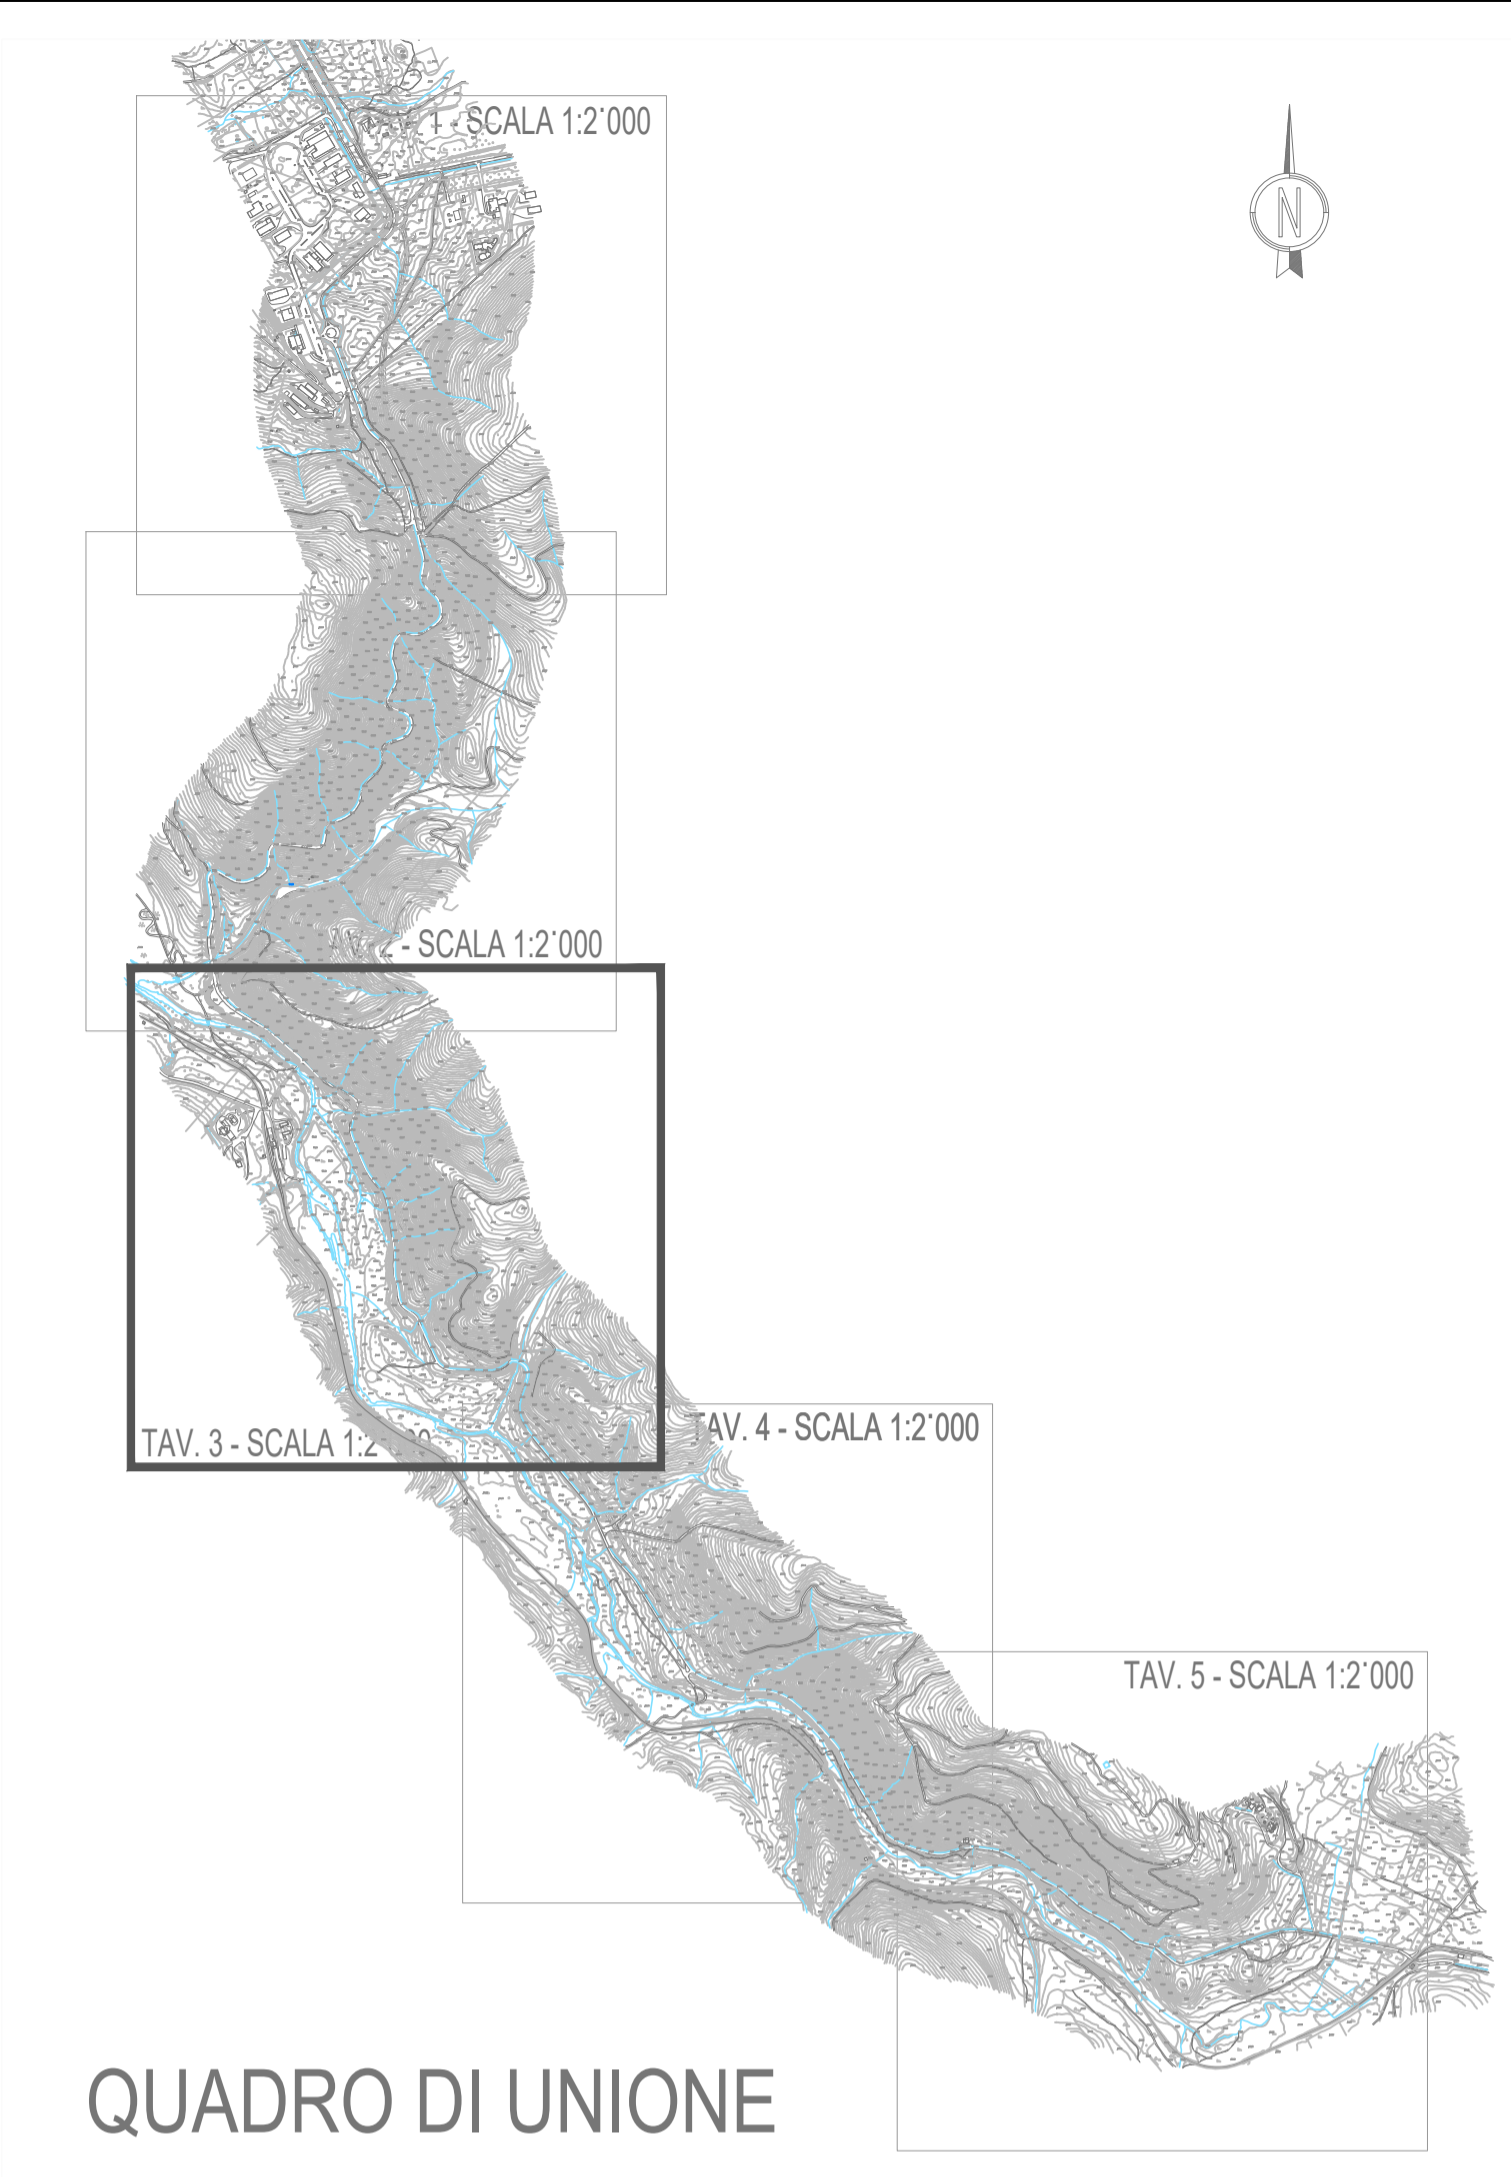 1 - SCALA 1:2˙000
N
2 - SCALA 1:2˙000
TAV. 3 - SCALA 1:2
TAV. 4 - SCALA 1:2˙000
TAV. 5 - SCALA 1:2˙000
QUADRO DI UNIONE